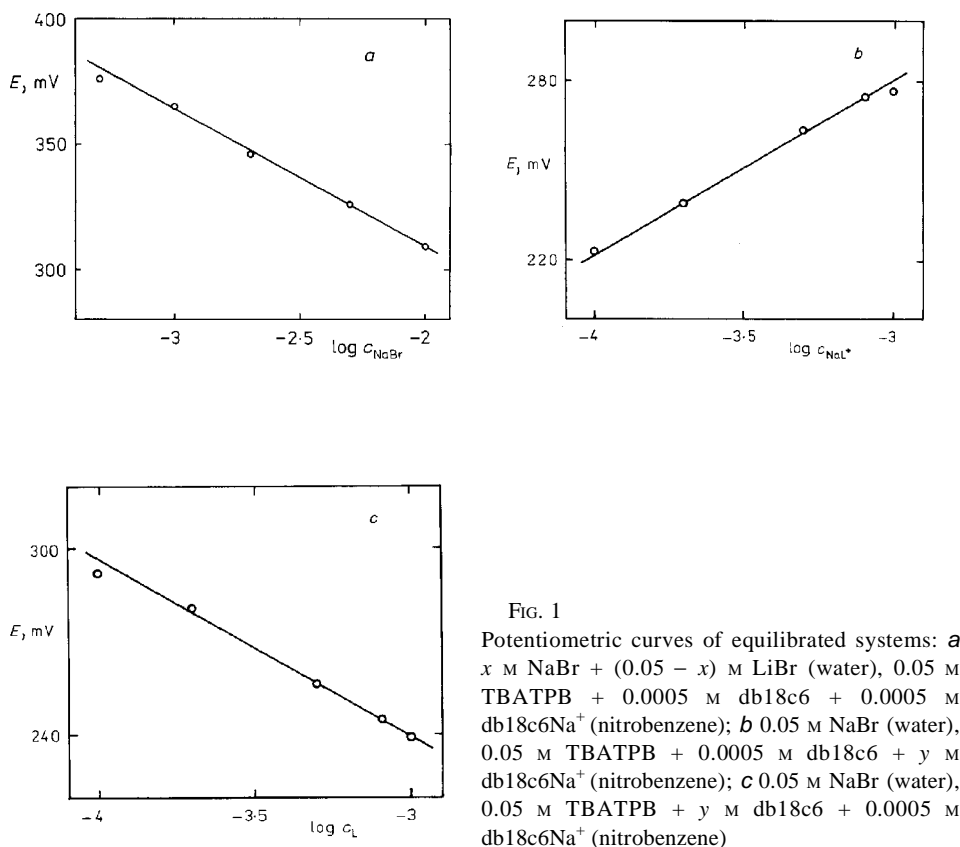 400
a
E, mV
350
300
−3
−2.5
−2
log c_NaBr
b
280
E, mV
220
−4
−3.5
−3
log c_NaL+
c
300
E, mV
240
−4
−3.5
−3
log c_L
FIG. 1
Potentiometric curves of equilibrated systems: a
x M NaBr + (0.05 − x) M LiBr (water), 0.05 M
TBATPB + 0.0005 M db18c6 + 0.0005 M
db18c6Na⁺ (nitrobenzene); b 0.05 M NaBr (water),
0.05 M TBATPB + 0.0005 M db18c6 + y M
db18c6Na⁺ (nitrobenzene); c 0.05 M NaBr (water),
0.05 M TBATPB + y M db18c6 + 0.0005 M
db18c6Na⁺ (nitrobenzene)